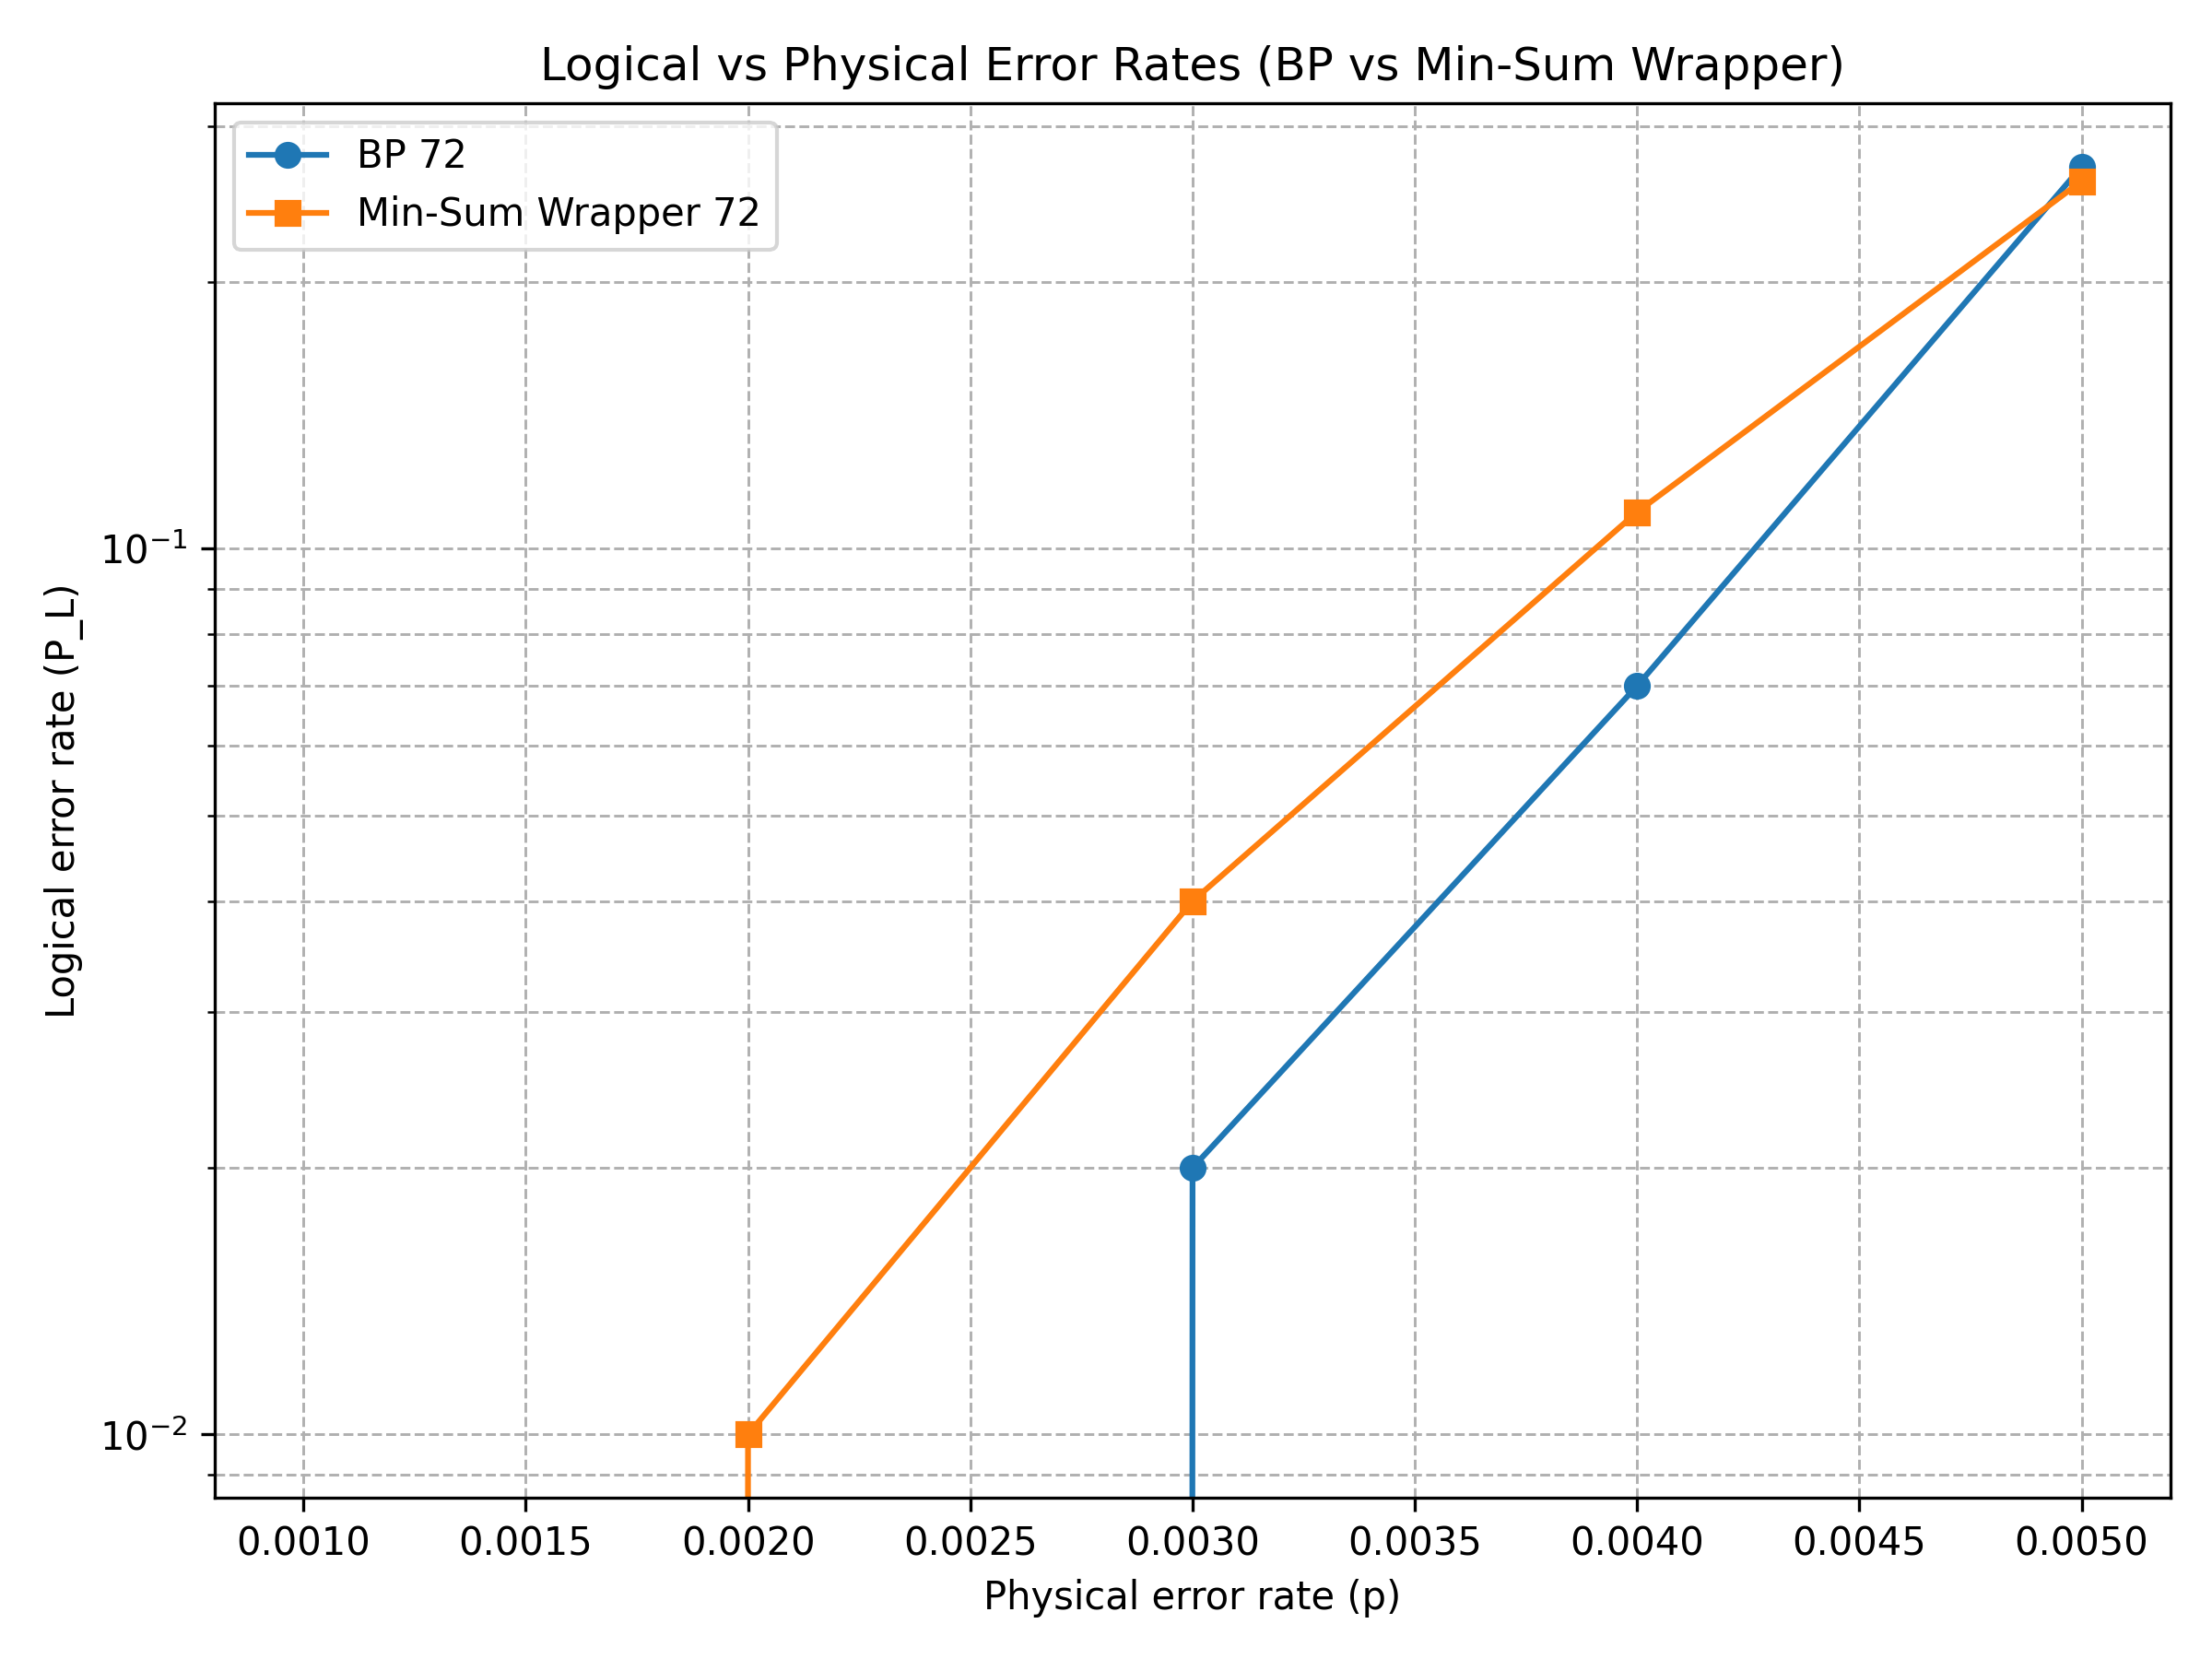 Logical vs Physical Error Rates (BP vs Min-Sum Wrapper)
BP 72
Min-Sum Wrapper 72
Logical error rate (P_L)
10⁻¹
10⁻²
0.0010 0.0015 0.0020 0.0025 0.0030 0.0035 0.0040 0.0045 0.0050
Physical error rate (p)